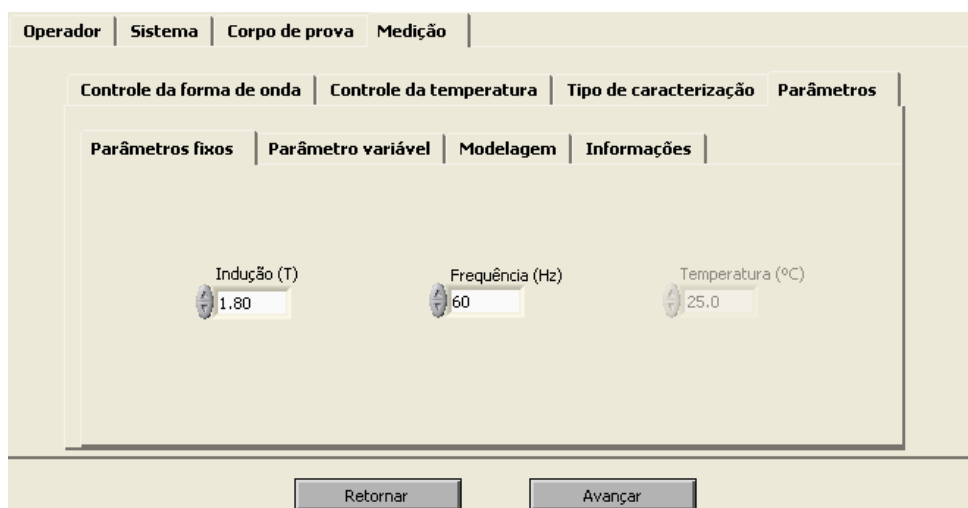 Operador Sistema Corpo de prova Medição
Controle da forma de onda Controle da temperatura Tipo de caracterização Parâmetros
Parâmetros fixos Parâmetro variável Modelagem Informações
Indução (T) Frequência (Hz) Temperatura (ºC)
1.80 60 25.0
Retornar Avançar